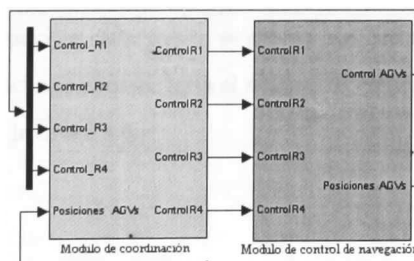 Control_R1
Control_R2
Control_R3
Control_R4
Posiciones AGVs
ControlR1
ControlR2
ControlR3
ControlR4
Modulo de coordinación
ControlR1
ControlR2
ControlR3
ControlR4
Control AGVs
Posiciones AGVs
Modulo de control de navegación